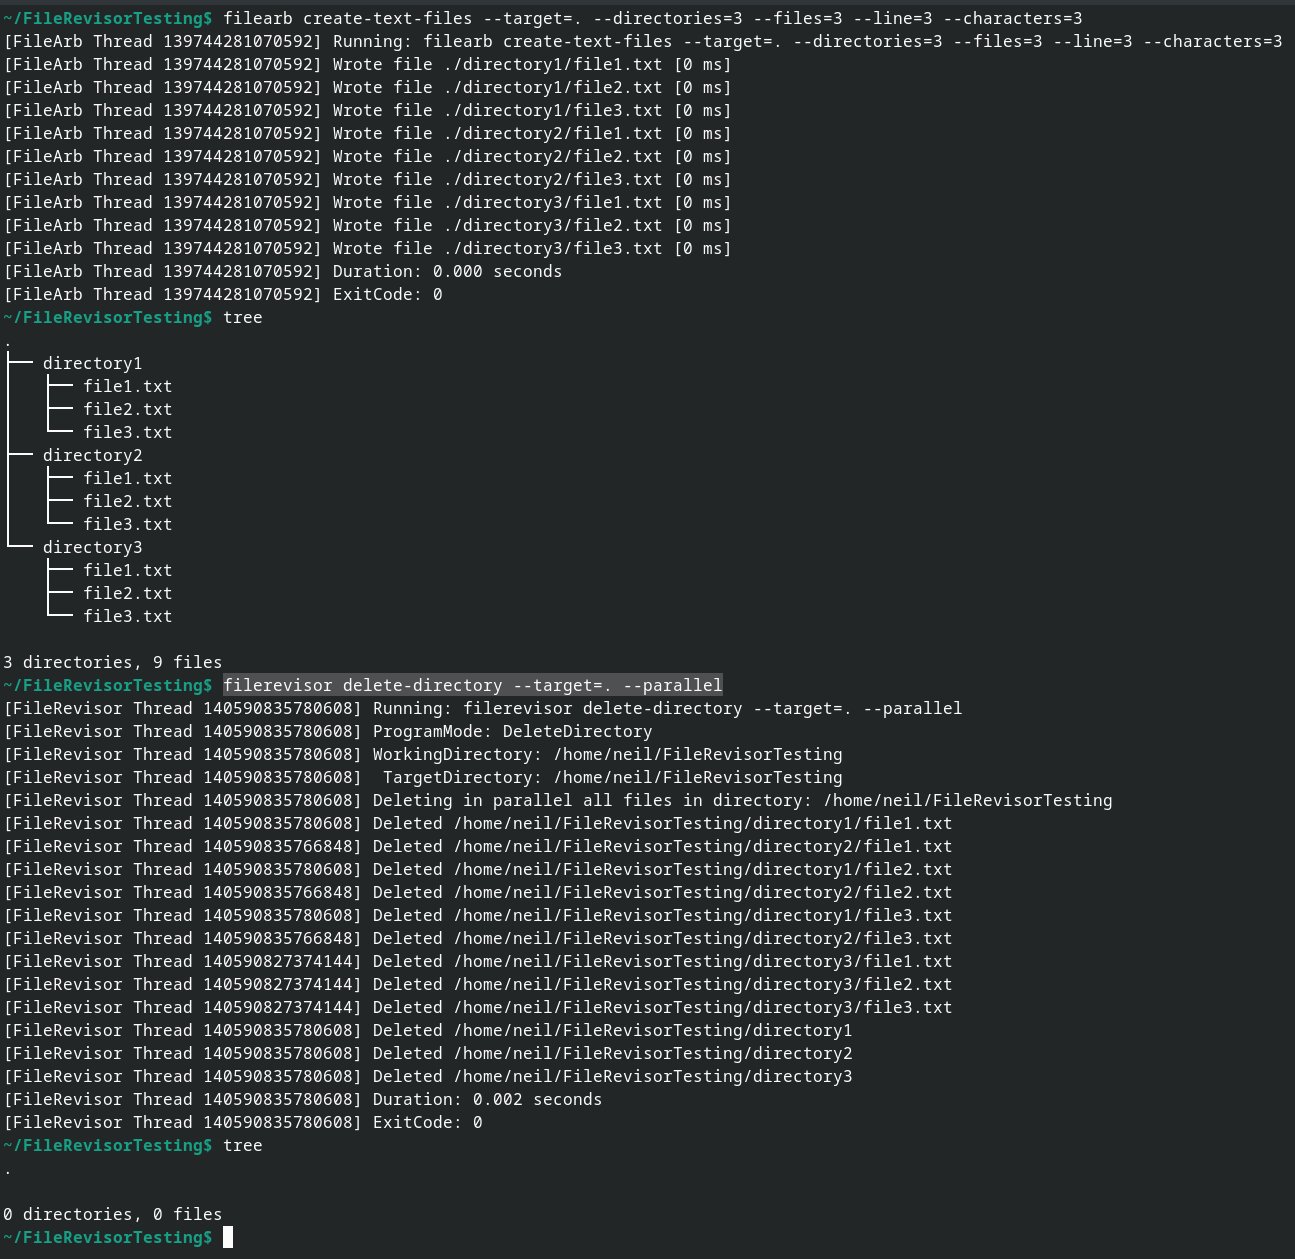 ~/FileRevisorTesting$ filearb create-text-files --target=. --directories=3 --files=3 --line=3 --characters=3
[FileArb Thread 139744281070592] Running: filearb create-text-files --target=. --directories=3 --files=3 --line=3 --characters=3
[FileArb Thread 139744281070592] Wrote file ./directory1/file1.txt [0 ms]
[FileArb Thread 139744281070592] Wrote file ./directory1/file2.txt [0 ms]
[FileArb Thread 139744281070592] Wrote file ./directory1/file3.txt [0 ms]
[FileArb Thread 139744281070592] Wrote file ./directory2/file1.txt [0 ms]
[FileArb Thread 139744281070592] Wrote file ./directory2/file2.txt [0 ms]
[FileArb Thread 139744281070592] Wrote file ./directory2/file3.txt [0 ms]
[FileArb Thread 139744281070592] Wrote file ./directory3/file1.txt [0 ms]
[FileArb Thread 139744281070592] Wrote file ./directory3/file2.txt [0 ms]
[FileArb Thread 139744281070592] Wrote file ./directory3/file3.txt [0 ms]
[FileArb Thread 139744281070592] Duration: 0.000 seconds
[FileArb Thread 139744281070592] ExitCode: 0
~/FileRevisorTesting$ tree
.
├── directory1
│   ├── file1.txt
│   ├── file2.txt
│   └── file3.txt
├── directory2
│   ├── file1.txt
│   ├── file2.txt
│   └── file3.txt
└── directory3
    ├── file1.txt
    ├── file2.txt
    └── file3.txt

3 directories, 9 files
~/FileRevisorTesting$ filerevisor delete-directory --target=. --parallel
[FileRevisor Thread 140590835780608] Running: filerevisor delete-directory --target=. --parallel
[FileRevisor Thread 140590835780608] ProgramMode: DeleteDirectory
[FileRevisor Thread 140590835780608] WorkingDirectory: /home/neil/FileRevisorTesting
[FileRevisor Thread 140590835780608]  TargetDirectory: /home/neil/FileRevisorTesting
[FileRevisor Thread 140590835780608] Deleting in parallel all files in directory: /home/neil/FileRevisorTesting
[FileRevisor Thread 140590835780608] Deleted /home/neil/FileRevisorTesting/directory1/file1.txt
[FileRevisor Thread 140590835766848] Deleted /home/neil/FileRevisorTesting/directory2/file1.txt
[FileRevisor Thread 140590835780608] Deleted /home/neil/FileRevisorTesting/directory1/file2.txt
[FileRevisor Thread 140590835766848] Deleted /home/neil/FileRevisorTesting/directory2/file2.txt
[FileRevisor Thread 140590835780608] Deleted /home/neil/FileRevisorTesting/directory1/file3.txt
[FileRevisor Thread 140590835766848] Deleted /home/neil/FileRevisorTesting/directory2/file3.txt
[FileRevisor Thread 140590827374144] Deleted /home/neil/FileRevisorTesting/directory3/file1.txt
[FileRevisor Thread 140590827374144] Deleted /home/neil/FileRevisorTesting/directory3/file2.txt
[FileRevisor Thread 140590827374144] Deleted /home/neil/FileRevisorTesting/directory3/file3.txt
[FileRevisor Thread 140590835780608] Deleted /home/neil/FileRevisorTesting/directory1
[FileRevisor Thread 140590835780608] Deleted /home/neil/FileRevisorTesting/directory2
[FileRevisor Thread 140590835780608] Deleted /home/neil/FileRevisorTesting/directory3
[FileRevisor Thread 140590835780608] Duration: 0.002 seconds
[FileRevisor Thread 140590835780608] ExitCode: 0
~/FileRevisorTesting$ tree
.

0 directories, 0 files
~/FileRevisorTesting$